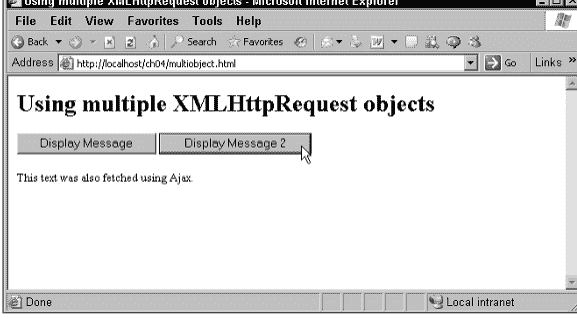 Using multiple XMLHttpRequest objects - Microsoft Internet Explorer
File Edit View Favorites Tools Help
Back Search Favorites
Address http://localhost/ch04/multiobject.html Go Links »
Using multiple XMLHttpRequest objects
Display Message Display Message 2
This text was also fetched using Ajax.
Done Local intranet